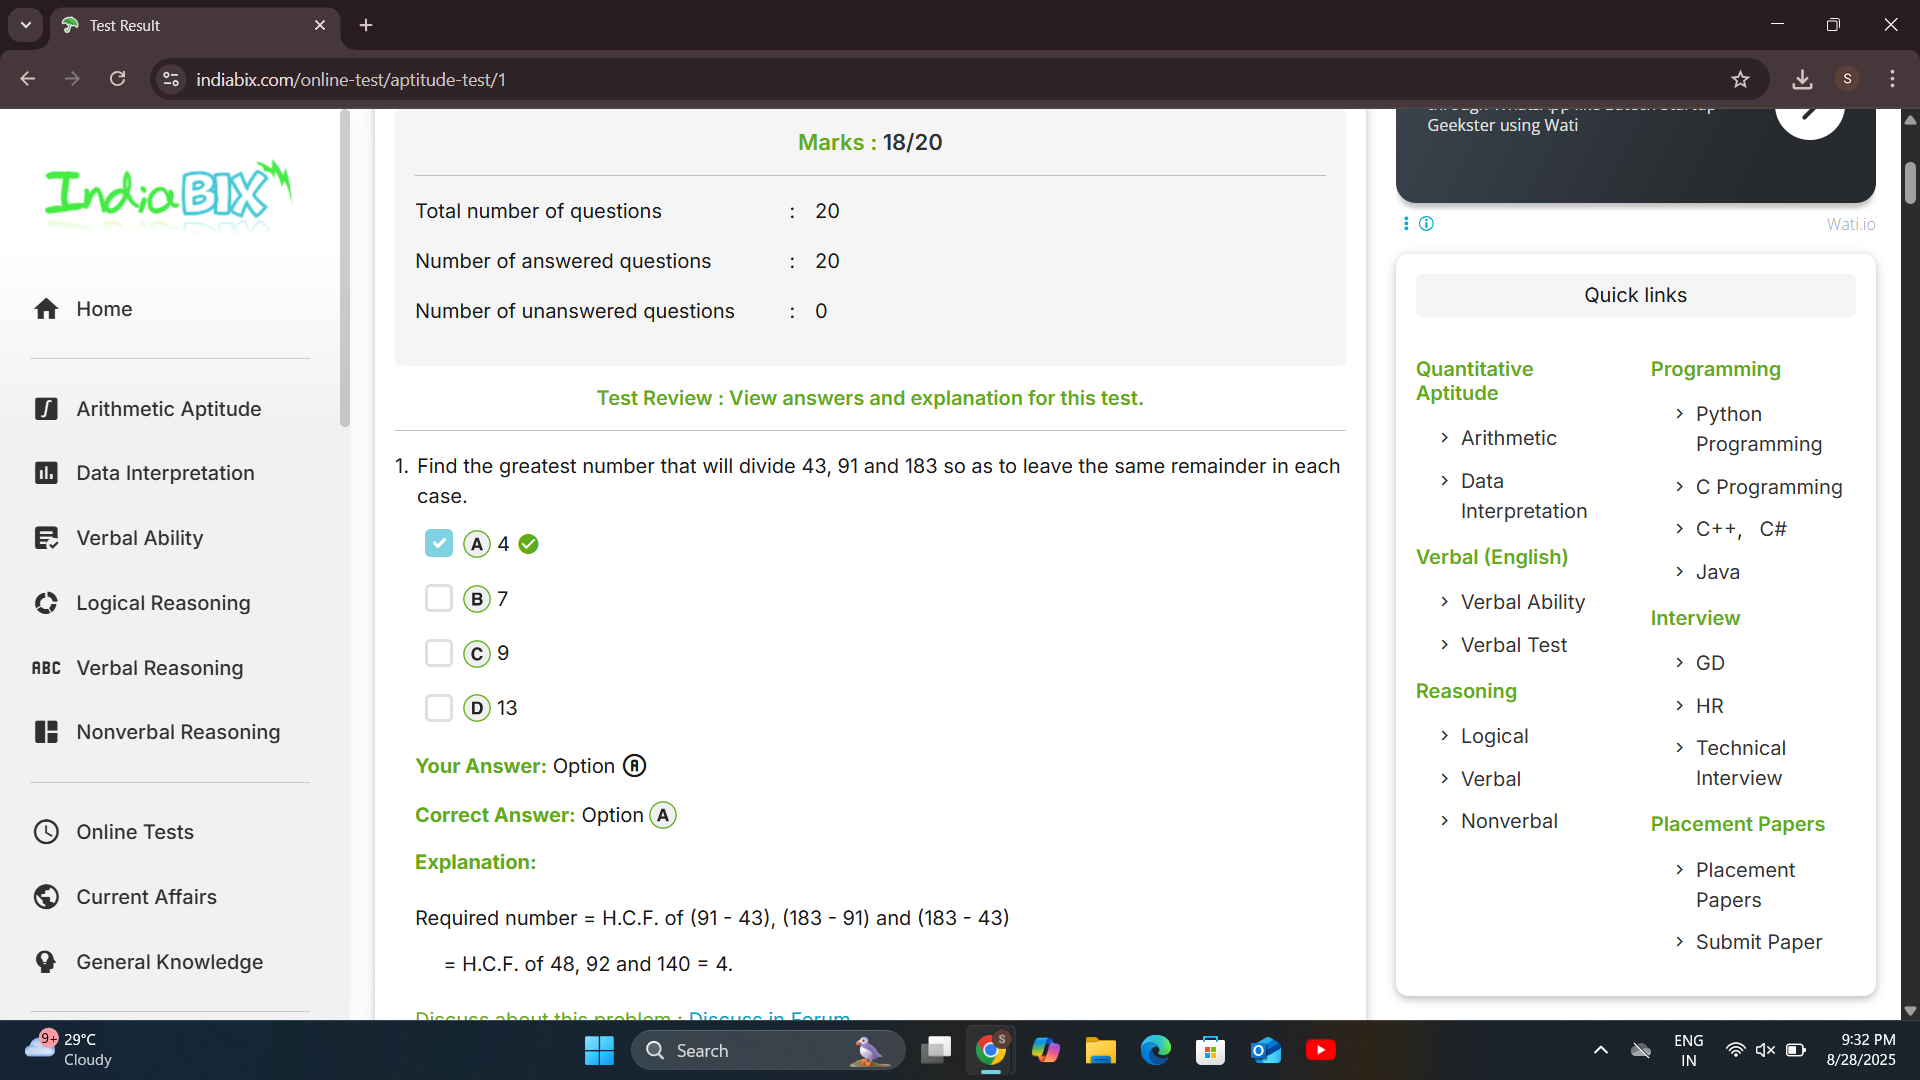 Test Result
indiabix.com/online-test/aptitude-test/1
S
IndiaBIX
Home
Arithmetic Aptitude
Data Interpretation
Verbal Ability
Logical Reasoning
ABC Verbal Reasoning
Nonverbal Reasoning
Online Tests
Current Affairs
General Knowledge
Marks : 18/20
Total number of questions : 20
Number of answered questions : 20
Number of unanswered questions : 0
Test Review : View answers and explanation for this test.
1. Find the greatest number that will divide 43, 91 and 183 so as to leave the same remainder in each
case.
A 4
B 7
C 9
D 13
Your Answer: Option A
Correct Answer: Option A
Explanation:
Required number = H.C.F. of (91 - 43), (183 - 91) and (183 - 43)
= H.C.F. of 48, 92 and 140 = 4.
Discuss about this problem : Discuss in Forum
Geekster using Wati
Wati.io
Quick links
Quantitative
Aptitude
Arithmetic
Data
Interpretation
Verbal (English)
Verbal Ability
Verbal Test
Reasoning
Logical
Verbal
Nonverbal
Programming
Python
Programming
C Programming
C++, C#
Java
Interview
GD
HR
Technical
Interview
Placement Papers
Placement
Papers
Submit Paper
9+
29°C
Cloudy
Search
S
ENG
IN
9:32 PM
8/28/2025